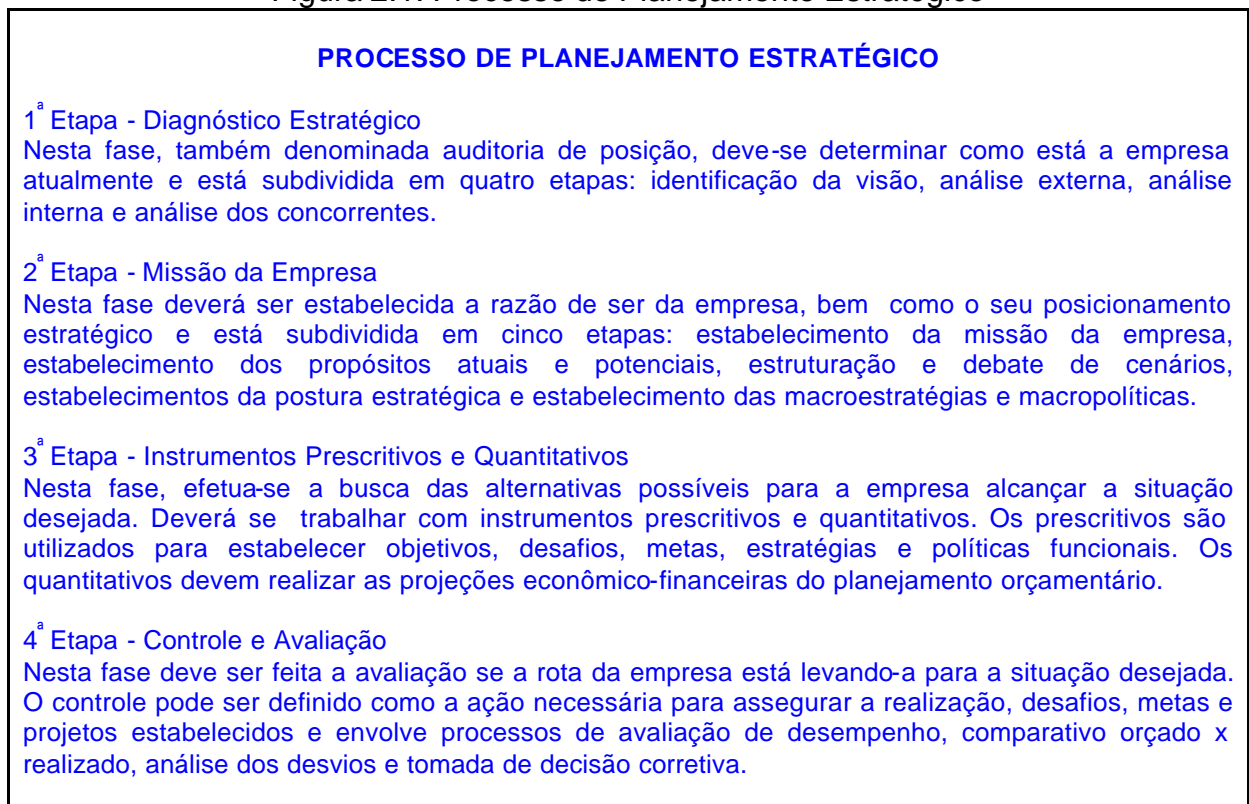 Figura 2.1: Processo de Planejamento Estratégico
PROCESSO DE PLANEJAMENTO ESTRATÉGICO
1ª Etapa - Diagnóstico Estratégico
Nesta fase, também denominada auditoria de posição, deve-se determinar como está a empresa
atualmente e está subdividida em quatro etapas: identificação da visão, análise externa, análise
interna e análise dos concorrentes.
2ª Etapa - Missão da Empresa
Nesta fase deverá ser estabelecida a razão de ser da empresa, bem como o seu posicionamento
estratégico e está subdividida em cinco etapas: estabelecimento da missão da empresa,
estabelecimento dos propósitos atuais e potenciais, estruturação e debate de cenários,
estabelecimentos da postura estratégica e estabelecimento das macroestratégias e macropolíticas.
3ª Etapa - Instrumentos Prescritivos e Quantitativos
Nesta fase, efetua-se a busca das alternativas possíveis para a empresa alcançar a situação
desejada. Deverá se trabalhar com instrumentos prescritivos e quantitativos. Os prescritivos são
utilizados para estabelecer objetivos, desafios, metas, estratégias e políticas funcionais. Os
quantitativos devem realizar as projeções econômico-financeiras do planejamento orçamentário.
4ª Etapa - Controle e Avaliação
Nesta fase deve ser feita a avaliação se a rota da empresa está levando-a para a situação desejada.
O controle pode ser definido como a ação necessária para assegurar a realização, desafios, metas e
projetos estabelecidos e envolve processos de avaliação de desempenho, comparativo orçado x
realizado, análise dos desvios e tomada de decisão corretiva.